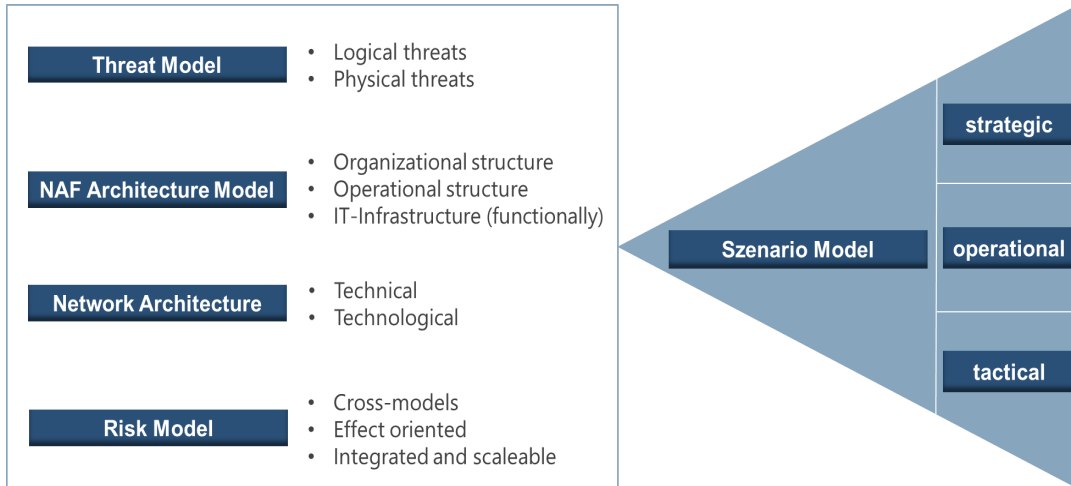 Threat Model
• Logical threats
• Physical threats
NAF Architecture Model
• Organizational structure
• Operational structure
• IT-Infrastructure (functionally)
Network Architecture
• Technical
• Technological
Risk Model
• Cross-models
• Effect oriented
• Integrated and scaleable
Szenario Model
strategic
operational
tactical